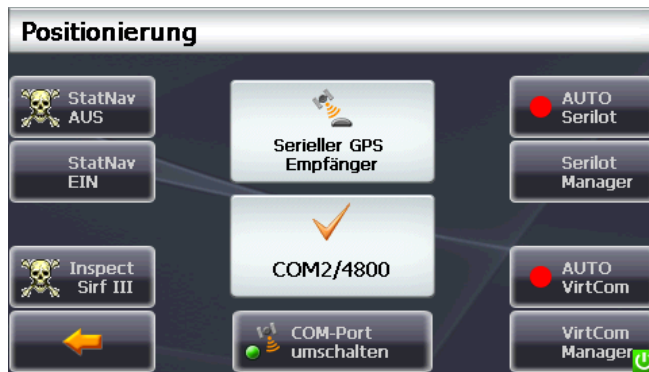 Positionierung
StatNav
AUS
StatNav
EIN
Inspect
Sirf III
Serieller GPS
Empfänger
COM2/4800
COM-Port
umschalten
AUTO
Serilot
Serilot
Manager
AUTO
VirtCom
VirtCom
Manager